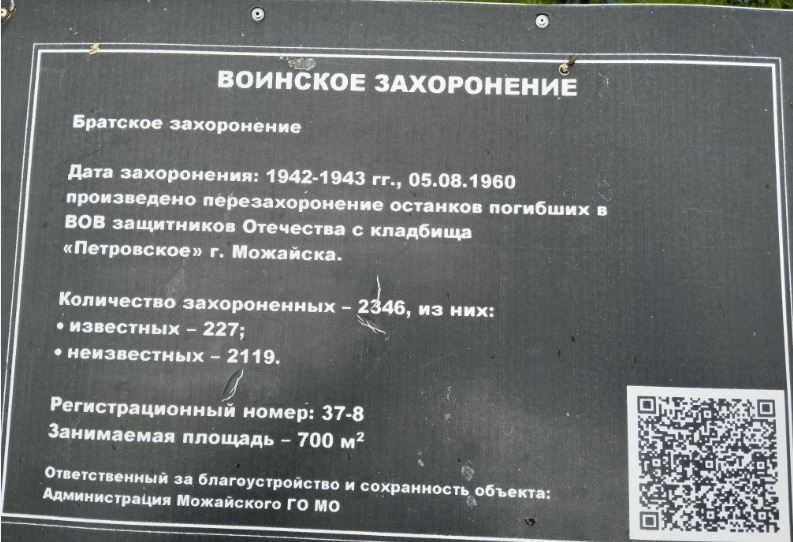 ВОИНСКОЕ ЗАХОРОНЕНИЕ
Братское захоронение
Дата захоронения: 1942-1943 гг., 05.08.1960
произведено перезахоронение останков погибших в
ВОВ защитников Отечества с кладбища
«Петровское» г. Можайска.
Количество захороненных – 2346, из них:
• известных – 227;
• неизвестных – 2119.
Регистрационный номер: 37-8
Занимаемая площадь – 700 м²
Ответственный за благоустройство и сохранность объекта:
Администрация Можайского ГО МО